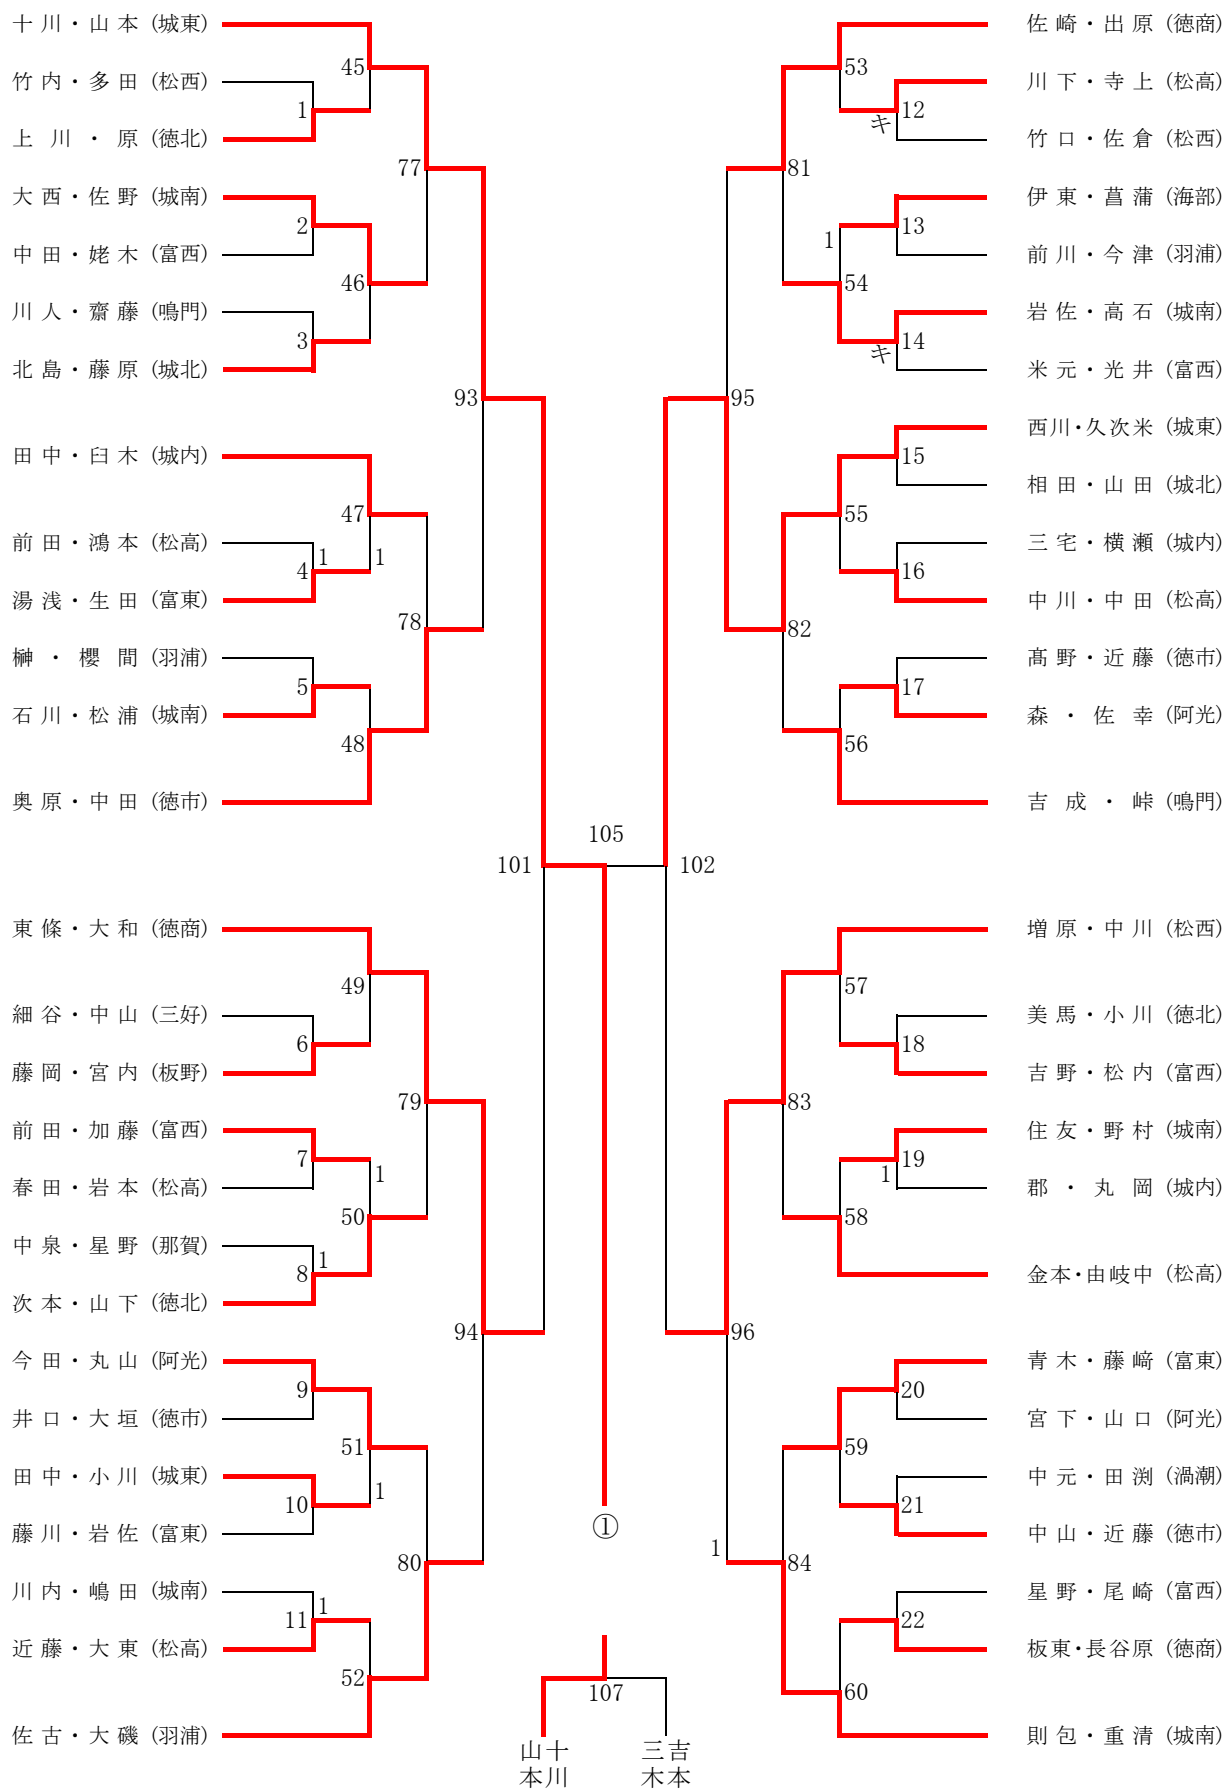 十川・山本 (城東)
45
竹内・多田 (松西)
1
上川・原 (徳北)
77
大西・佐野 (城南)
2
中田・姥木 (富西)
46
川人・齋藤 (鳴門)
3
北島・藤原 (城北)
93
田中・臼木 (城内)
47
前田・鴻本 (松高)
1
1
4
湯浅・生田 (富東)
78
榊・櫻間 (羽浦)
5
石川・松浦 (城南)
48
奥原・中田 (徳市)
101
東條・大和 (徳商)
49
細谷・中山 (三好)
6
藤岡・宮内 (板野)
79
前田・加藤 (富西)
7
1
春田・岩本 (松高)
50
中泉・星野 (那賀)
1
8
次本・山下 (徳北)
94
今田・丸山 (阿光)
9
井口・大垣 (徳市)
51
田中・小川 (城東)
1
10
藤川・岩佐 (富東)
80
川内・嶋田 (城南)
1
11
近藤・大東 (松高)
52
佐古・大磯 (羽浦)
佐崎・出原 (徳商)
53
川下・寺上 (松高)
12
キ
竹口・佐倉 (松西)
81
伊東・菖蒲 (海部)
13
1
前川・今津 (羽浦)
54
岩佐・高石 (城南)
14
キ
米元・光井 (富西)
95
西川・久次米 (城東)
15
相田・山田 (城北)
55
三宅・横瀬 (城内)
16
中川・中田 (松高)
82
髙野・近藤 (徳市)
17
森・佐幸 (阿光)
56
吉成・峠 (鳴門)
105
102
増原・中川 (松西)
57
美馬・小川 (徳北)
18
吉野・松内 (富西)
83
住友・野村 (城南)
19
1
郡・丸岡 (城内)
58
金本・由岐中 (松高)
96
青木・藤﨑 (富東)
20
宮下・山口 (阿光)
59
中元・田渕 (渦潮)
21
中山・近藤 (徳市)
1
84
星野・尾崎 (富西)
22
板東・長谷原 (徳商)
60
則包・重清 (城南)
①
107
十川
山本
吉本
三木